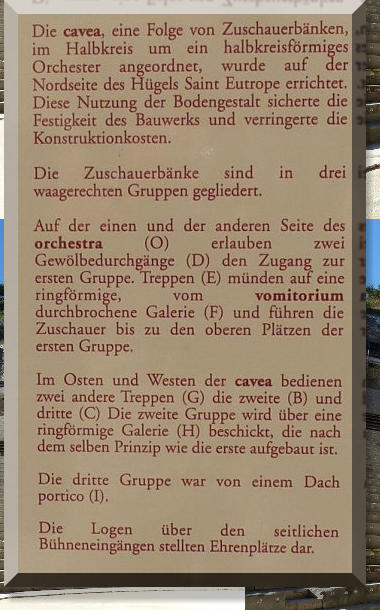 Die cavea, eine Folge von Zuschauerbänken,
im Halbkreis um ein halbkreisförmiges
Orchester angeordnet, wurde auf der
Nordseite des Hügels Saint Eutrope errichtet.
Diese Nutzung der Bodengestalt sicherte die
Festigkeit des Bauwerks und verringerte die
Konstruktionkosten.
Die Zuschauerbänke sind in drei
waagerechten Gruppen gegliedert.
Auf der einen und der anderen Seite des
orchestra (O) erlauben zwei
Gewölbedurchgänge (D) den Zugang zur
ersten Gruppe. Treppen (E) münden auf eine
ringförmige, vom vomitorium
durchbrochene Galerie (F) und führen die
Zuschauer bis zu den oberen Plätzen der
ersten Gruppe.
Im Osten und Westen der cavea bedienen
zwei andere Treppen (G) die zweite (B) und
dritte (C) Die zweite Gruppe wird über eine
ringförmige Galerie (H) beschickt, die nach
dem selben Prinzip wie die erste aufgebaut ist.
Die dritte Gruppe war von einem Dach
portico (I).
Die Logen über den seitlichen
Bühneneingängen stellten Ehrenplätze dar.